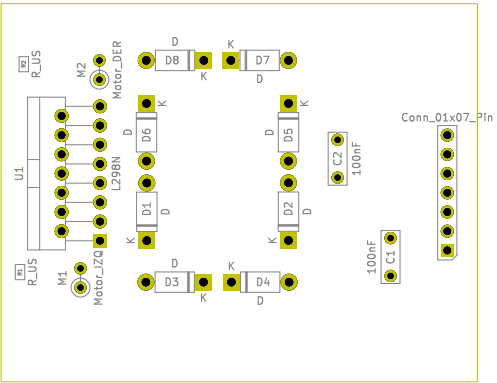 R2
R_US
M2
Motor_DER
D
D8
K
K
D7
D
K
D
D6
K
D
D5
Conn_01x07_Pin
C2
100nF
U1
L298N
D1
D
K
D2
D
K
R1
R_US
M1
Motor_IZQ
D
D3
K
K
D4
D
100nF
C1